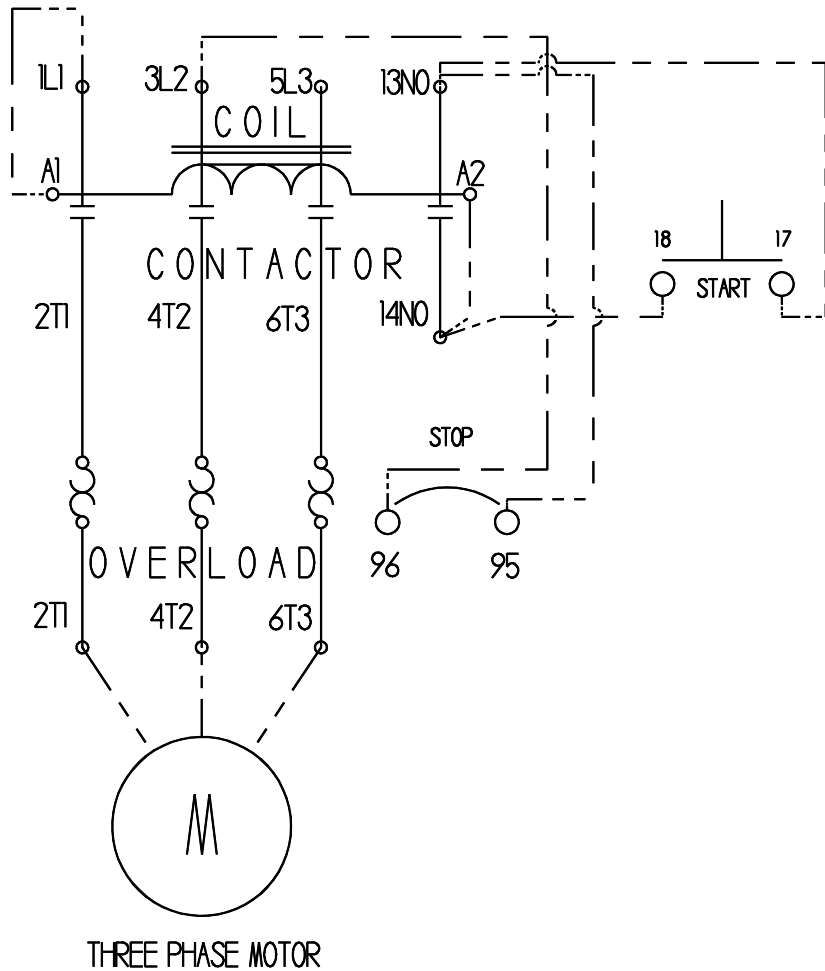 1L1 3L2 5L3 13NO
COIL
A1 A2
18 17
CONTACTOR
START
2T1 4T2 6T3 14NO
STOP
OVERLOAD 96 95
2T1 4T2 6T3
M
THREE PHASE MOTOR